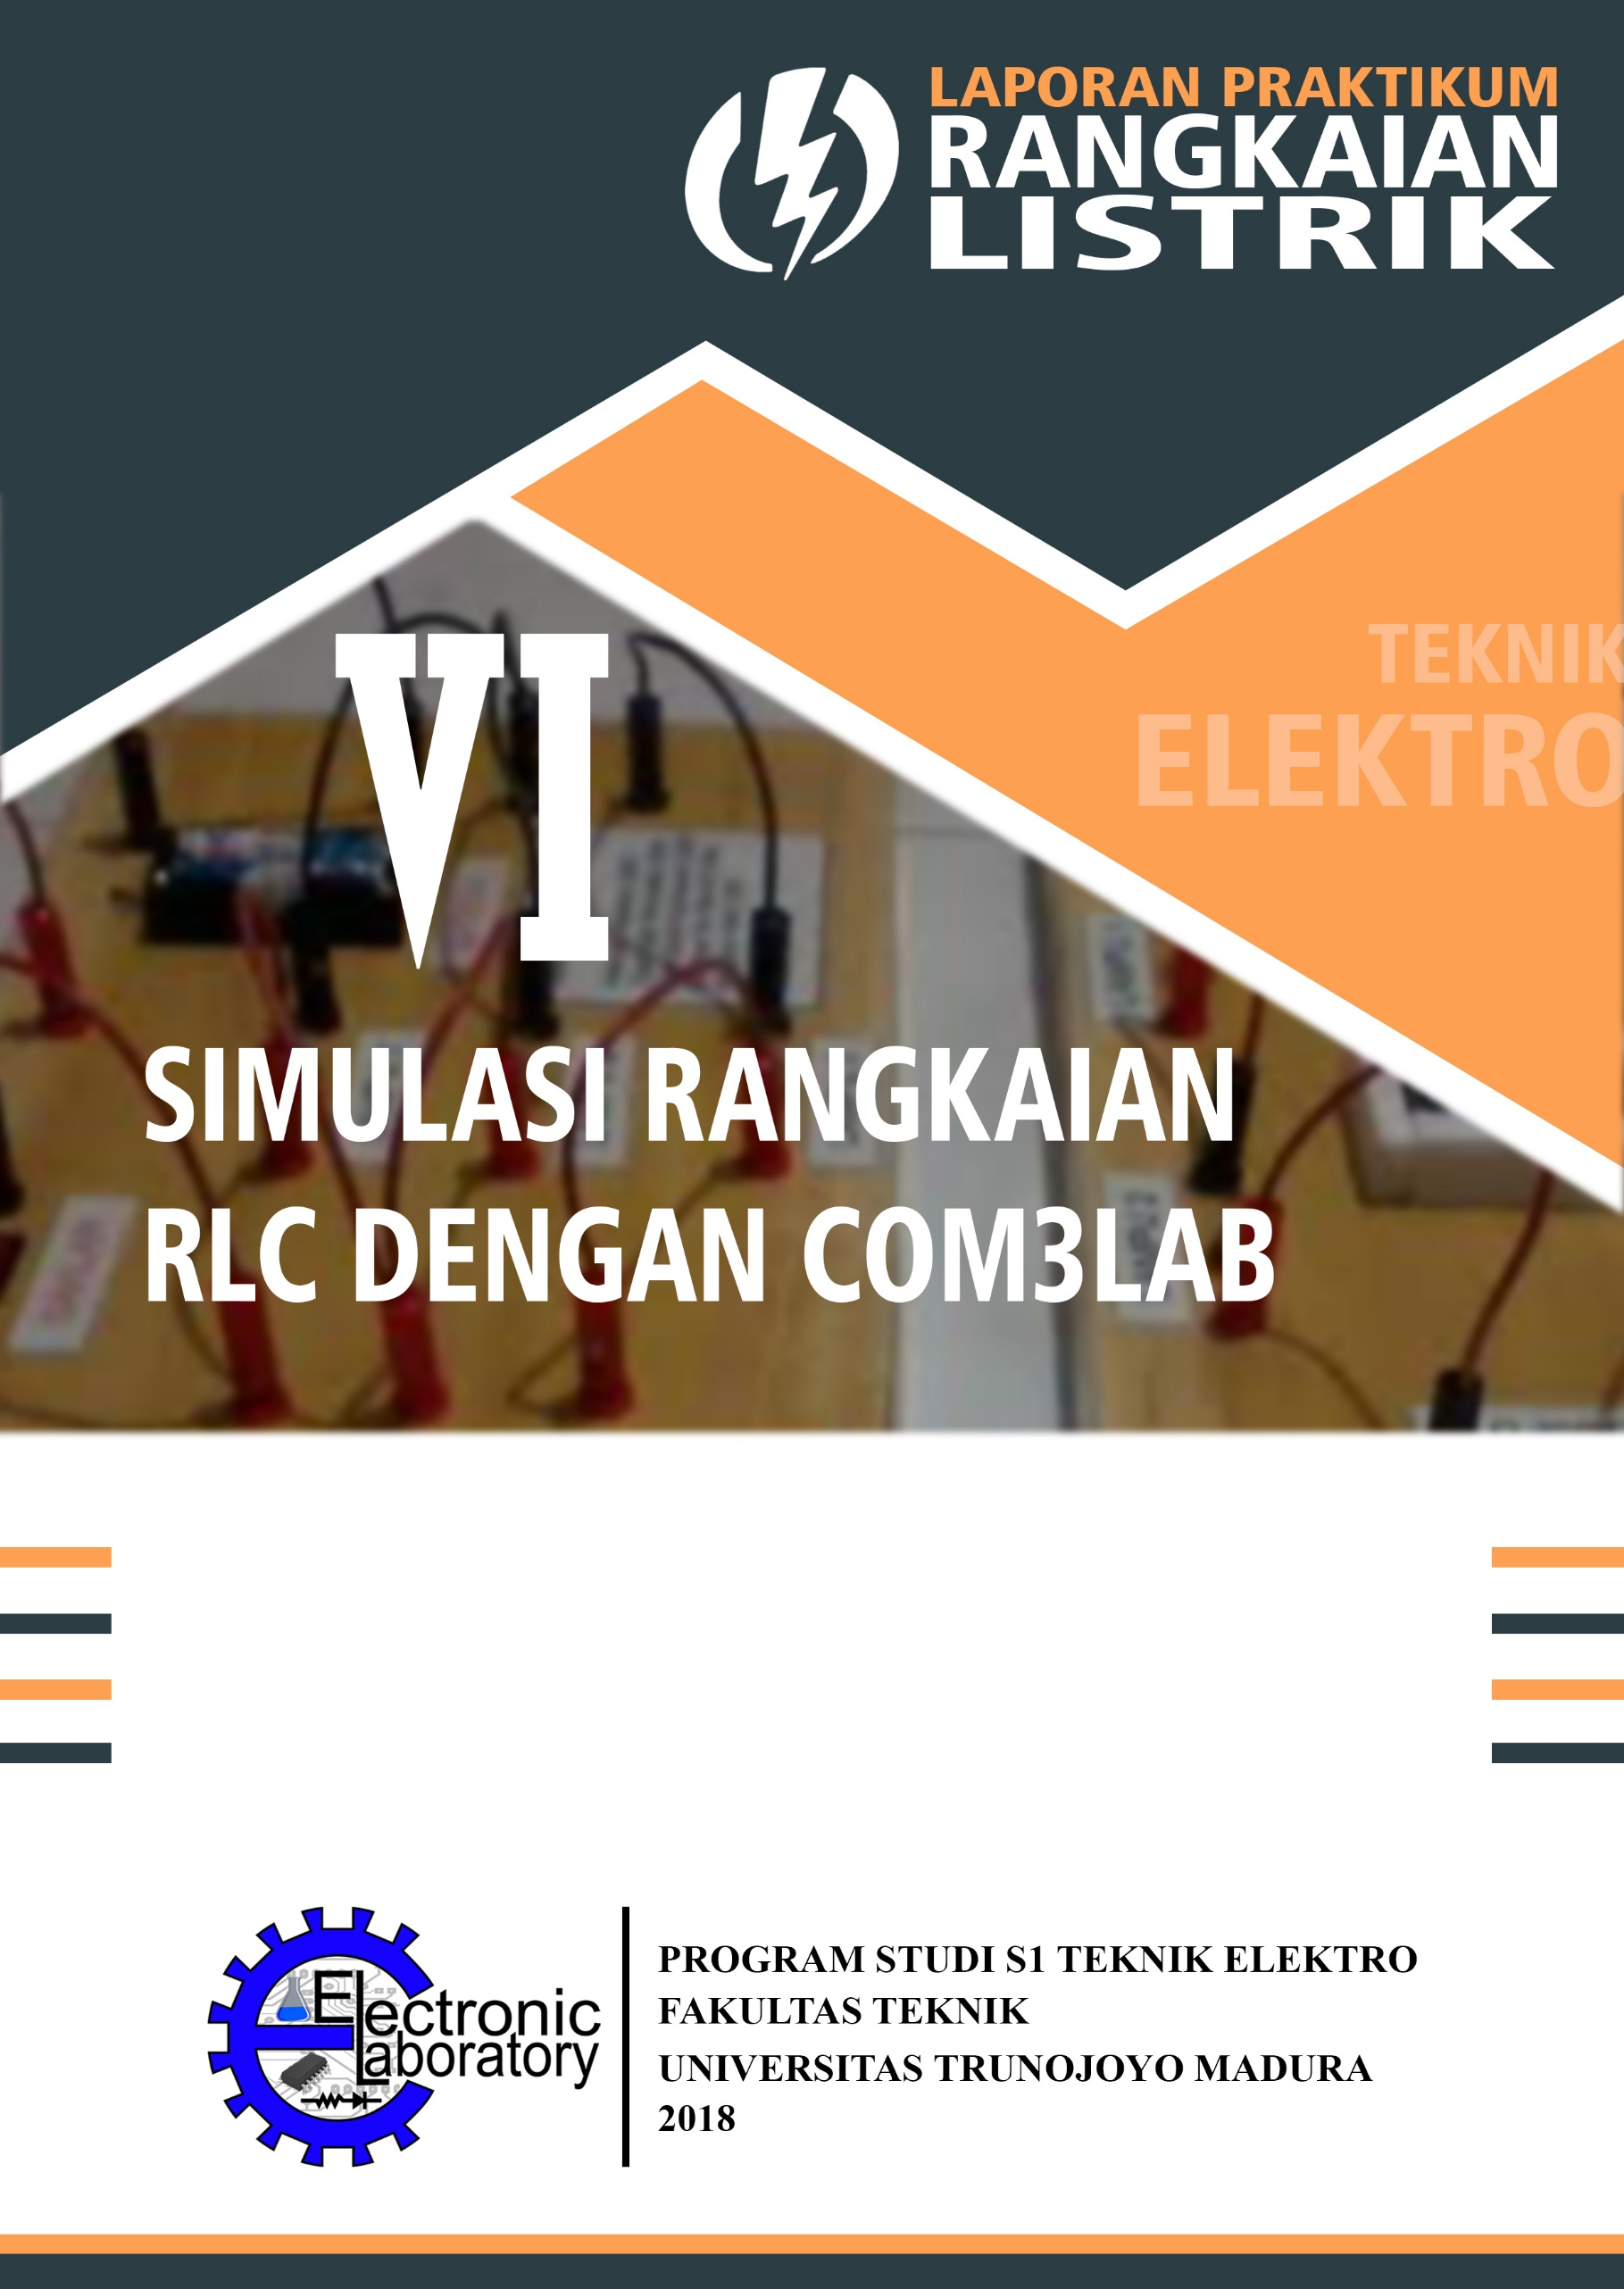 LAPORAN PRAKTIKUM
RANGKAIAN
LISTRIK
TEKNIK
ELEKTRO
VI
SIMULASI RANGKAIAN
RLC DENGAN COM3LAB
Electronic
Laboratory
PROGRAM STUDI S1 TEKNIK ELEKTRO
FAKULTAS TEKNIK
UNIVERSITAS TRUNOJOYO MADURA
2018